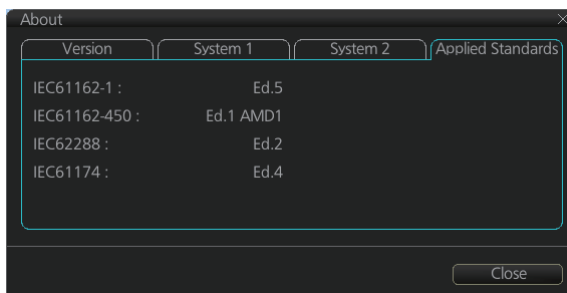 About
Version System 1 System 2 Applied Standards
IEC61162-1 : Ed.5
IEC61162-450 : Ed.1 AMD1
IEC62288 : Ed.2
IEC61174 : Ed.4
Close